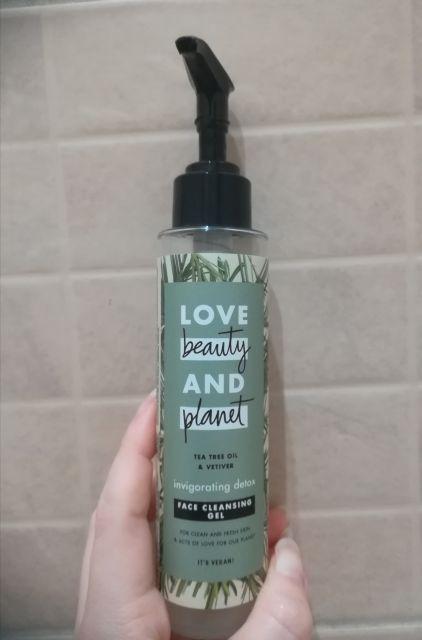 LOVE
beauty
AND
planet
TEA TREE OIL
& VETIVER
invigorating detox
FACE CLEANSING
GEL
FOR CLEAN AND FRESH SKIN
& ACTS OF LOVE FOR OUR PLANET
IT'S VEGAN!